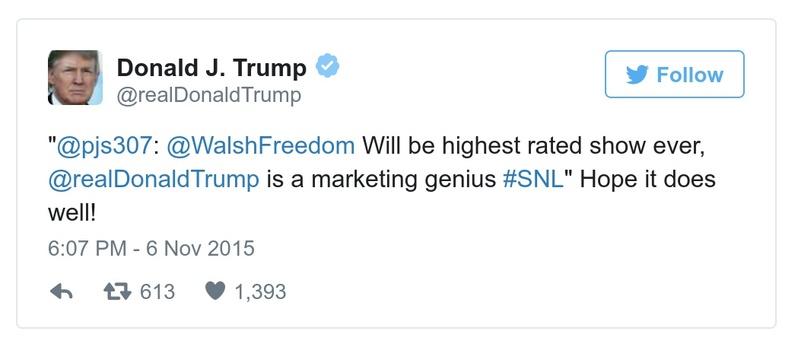 Donald J. Trump
@realDonaldTrump
Follow
"@pjs307: @WalshFreedom Will be highest rated show ever,
@realDonaldTrump is a marketing genius #SNL" Hope it does
well!
6:07 PM - 6 Nov 2015
613 1,393